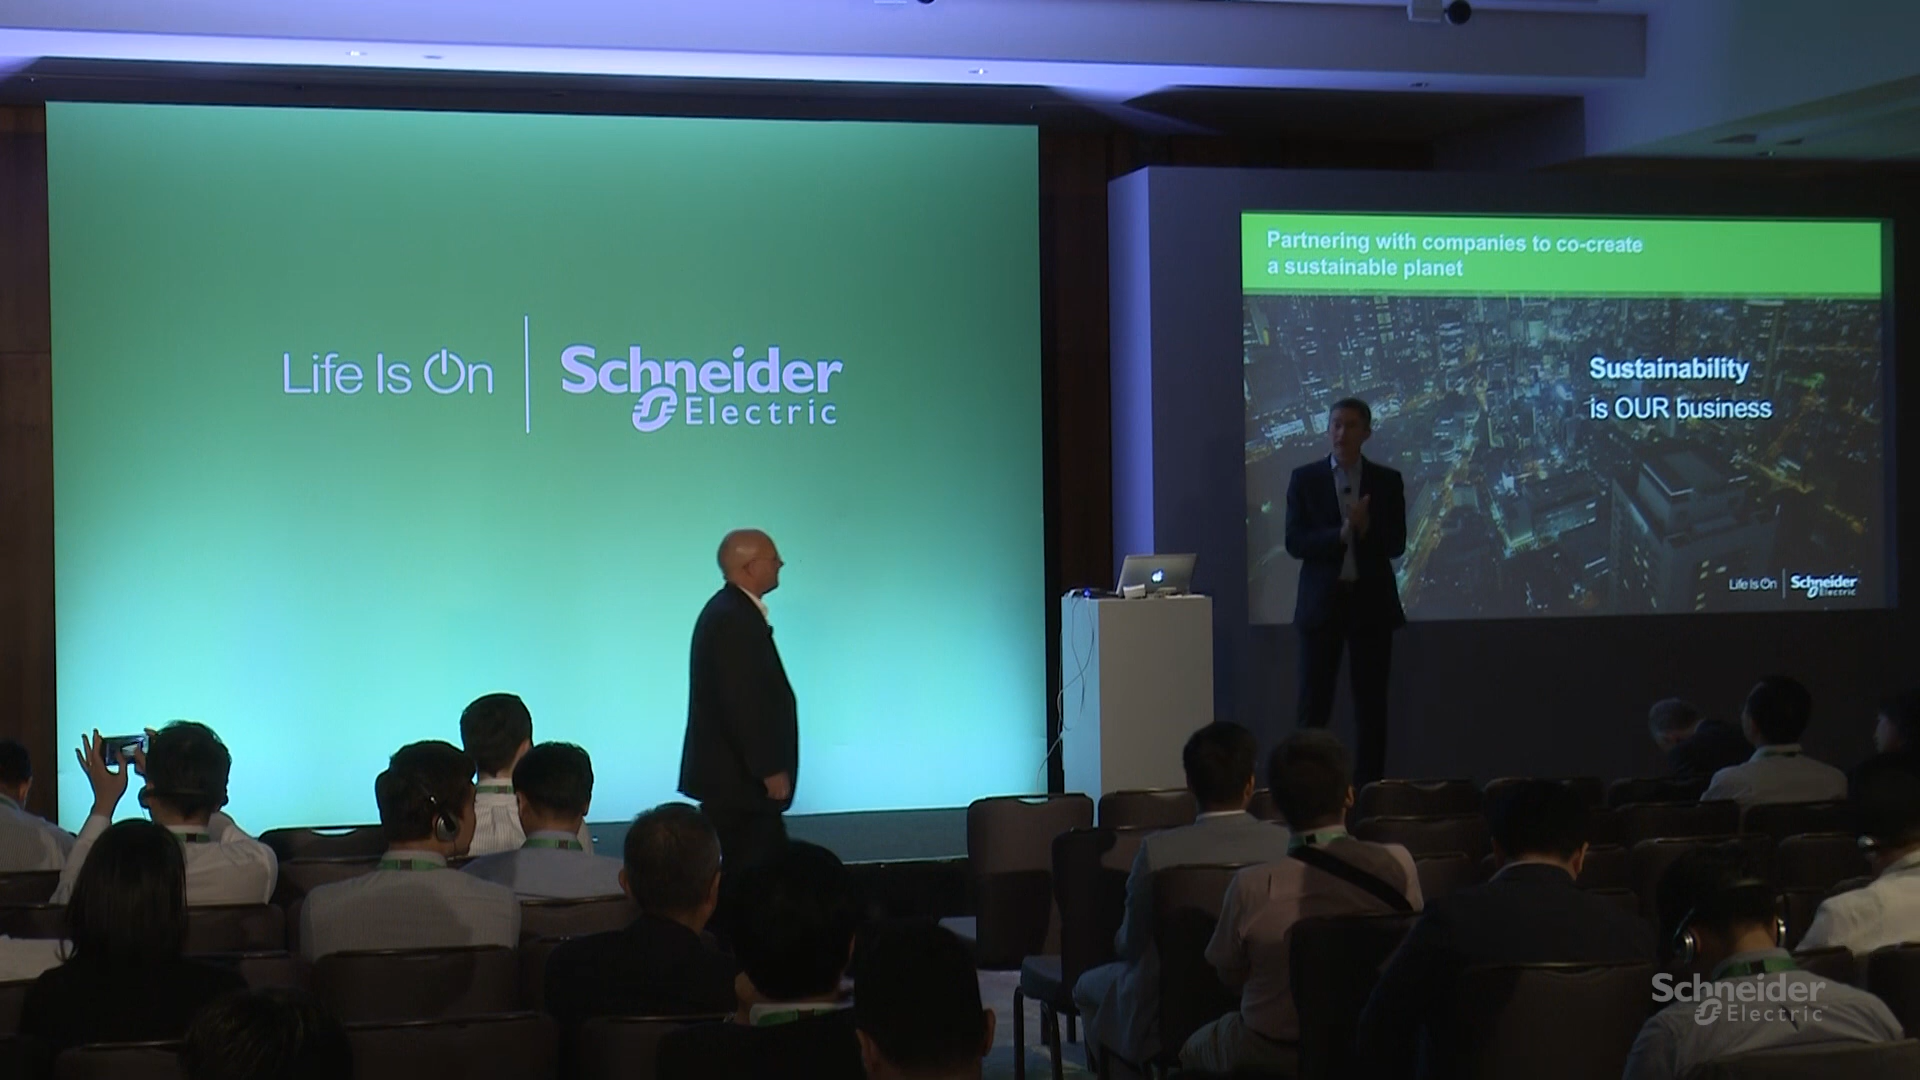 Life Is On
Schneider
Electric
Partnering with companies to co-create
a sustainable planet
Sustainability
is OUR business
Life Is On
Schneider
Electric
Schneider
Electric